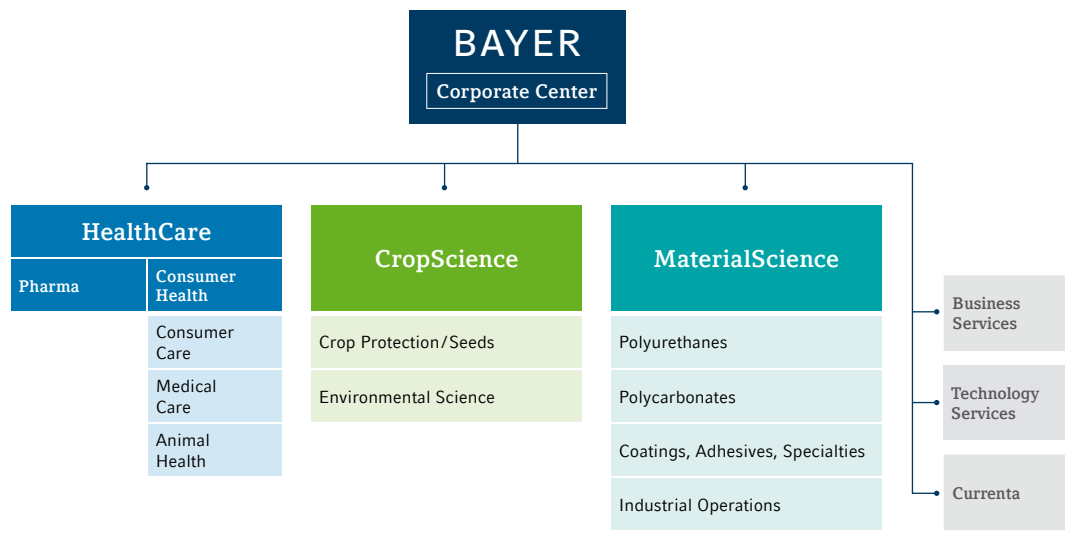 BAYER
Corporate Center
HealthCare
Pharma
Consumer
Health
Consumer
Care
Medical
Care
Animal
Health
CropScience
Crop Protection/Seeds
Environmental Science
MaterialScience
Polyurethanes
Polycarbonates
Coatings, Adhesives, Specialties
Industrial Operations
Business
Services
Technology
Services
Currenta